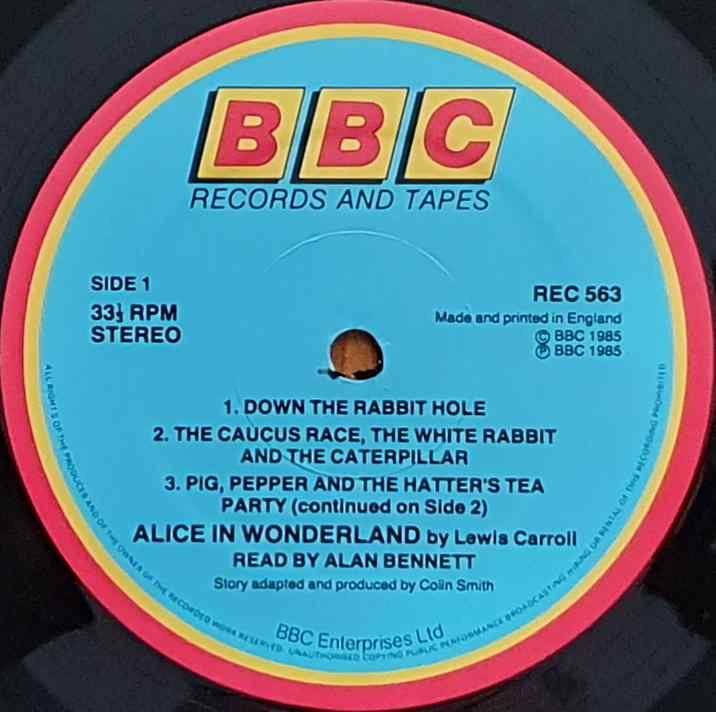 BBC
RECORDS AND TAPES
SIDE 1
33⅓ RPM
STEREO
REC 563
Made and printed in England
© BBC 1985
℗ BBC 1985
1. DOWN THE RABBIT HOLE
2. THE CAUCUS RACE, THE WHITE RABBIT
AND THE CATERPILLAR
3. PIG, PEPPER AND THE HATTER'S TEA
PARTY (continued on Side 2)
ALICE IN WONDERLAND by Lewis Carroll
READ BY ALAN BENNETT
Story adapted and produced by Colin Smith
BBC Enterprises Ltd
ALL RIGHTS OF THE PRODUCER AND OF THE OWNER OF THE RECORDED WORK RESERVED. UNAUTHORISED COPYING PUBLIC PERFORMANCE BROADCASTING HIRING OR RENTAL OF THIS RECORDING PROHIBITED